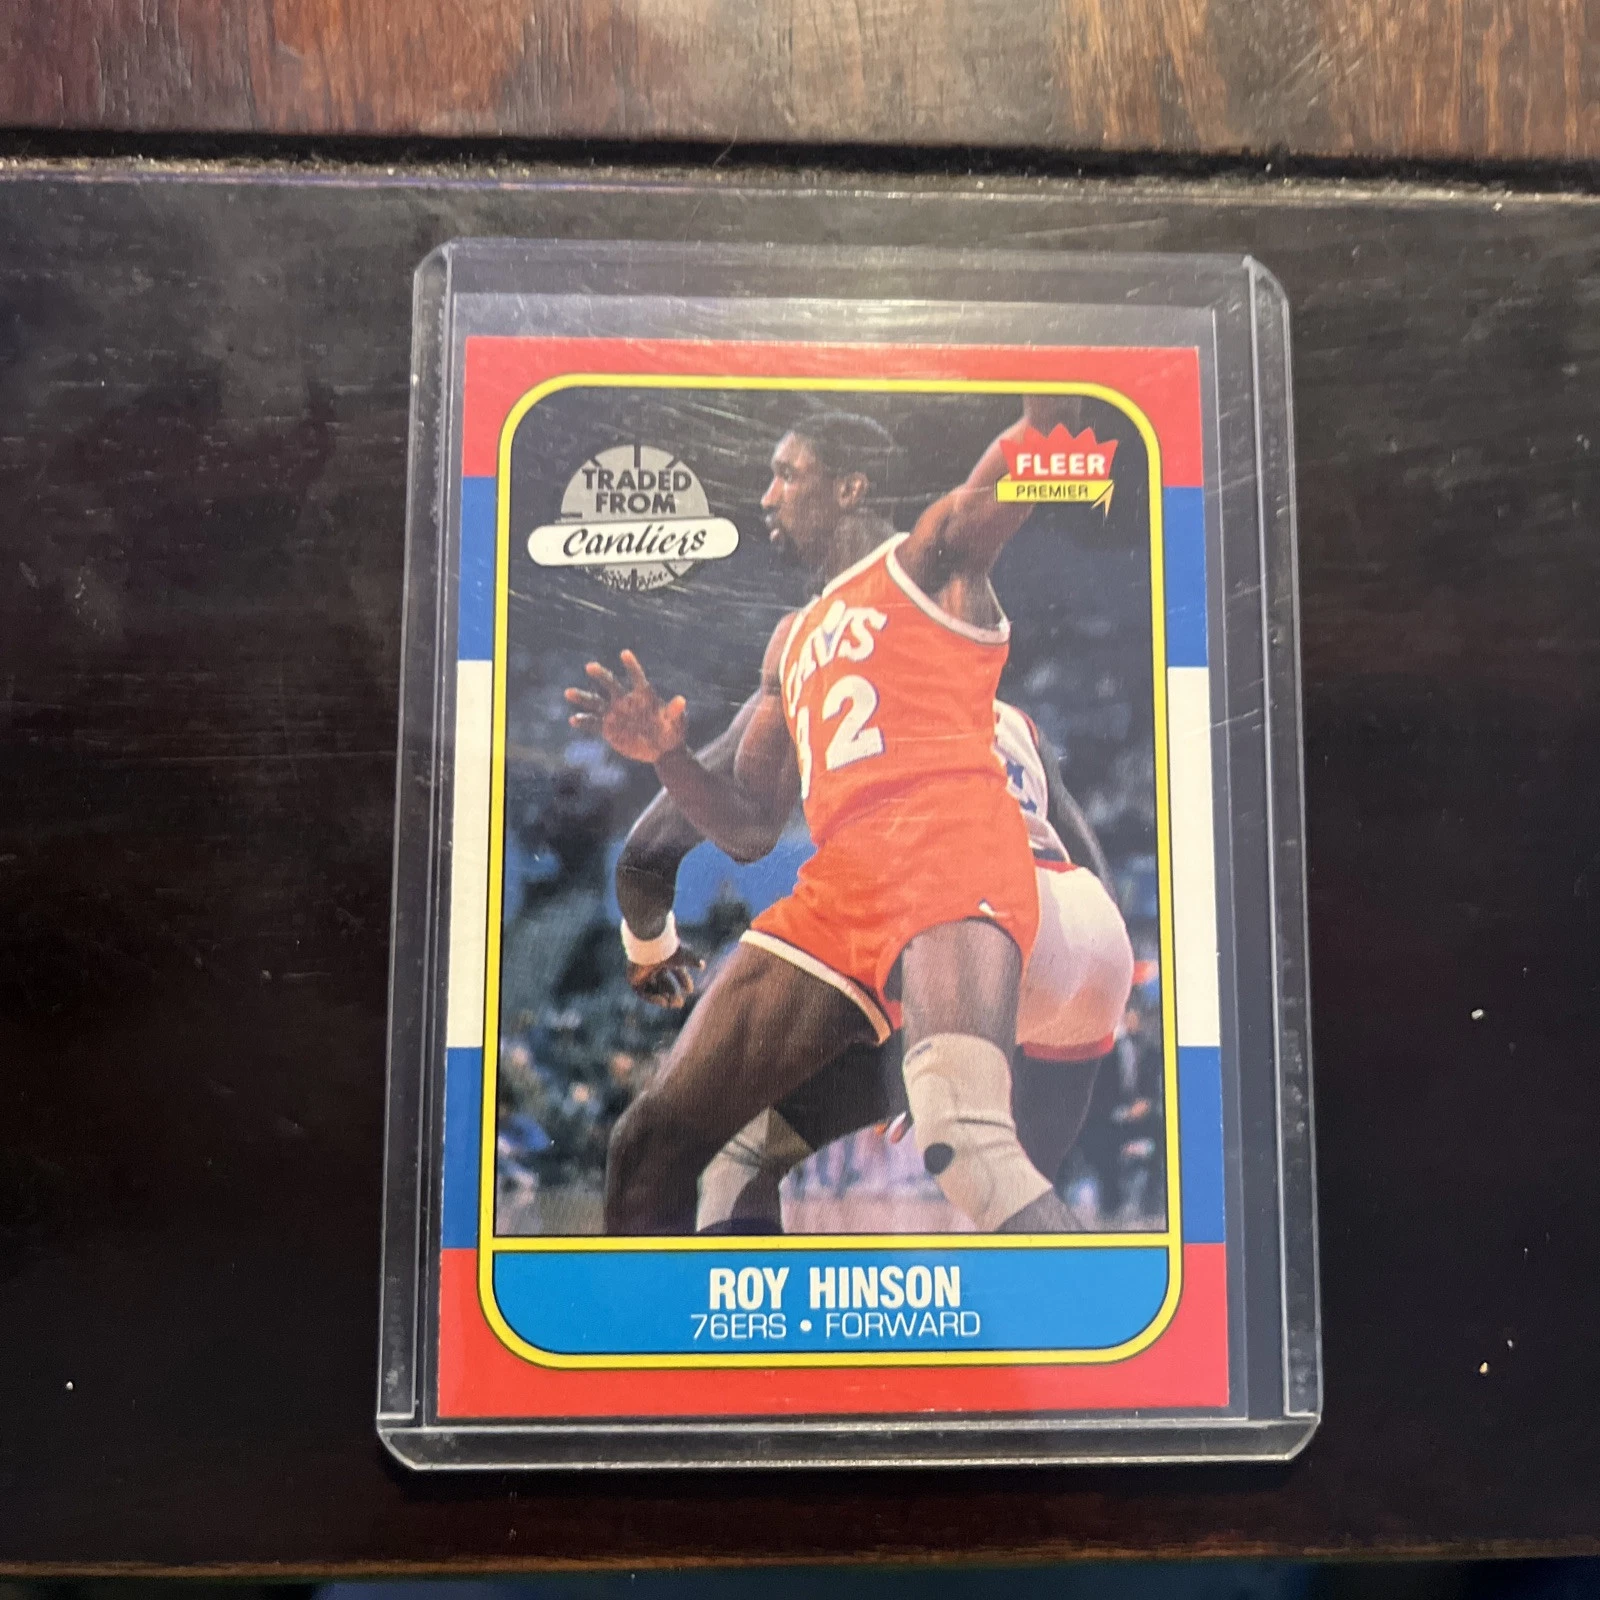 TRADED
FROM
Cavaliers
FLEER
PREMIER
CAVS
32
ROY HINSON
76ERS • FORWARD